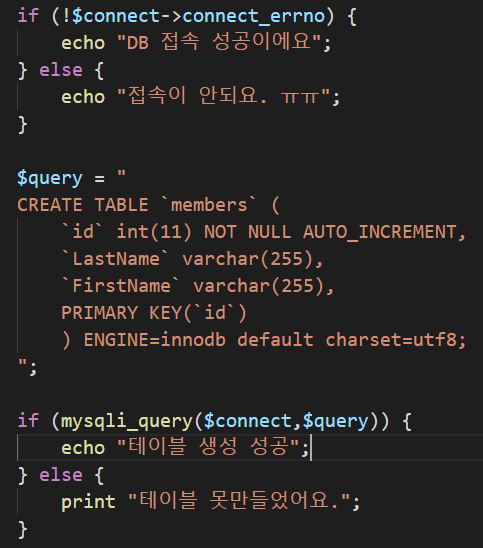 if (!$connect->connect_errno) {
    echo "DB 접속 성공이에요";
} else {
    echo "접속이 안되요. ㅠㅠ";
}
$query = "
CREATE TABLE `members` (
    `id` int(11) NOT NULL AUTO_INCREMENT,
    `LastName` varchar(255),
    `FirstName` varchar(255),
    PRIMARY KEY(`id`)
    ) ENGINE=innodb default charset=utf8;
";
if (mysqli_query($connect,$query)) {
    echo "테이블 생성 성공";
} else {
    print "테이블 못만들었어요.";
}